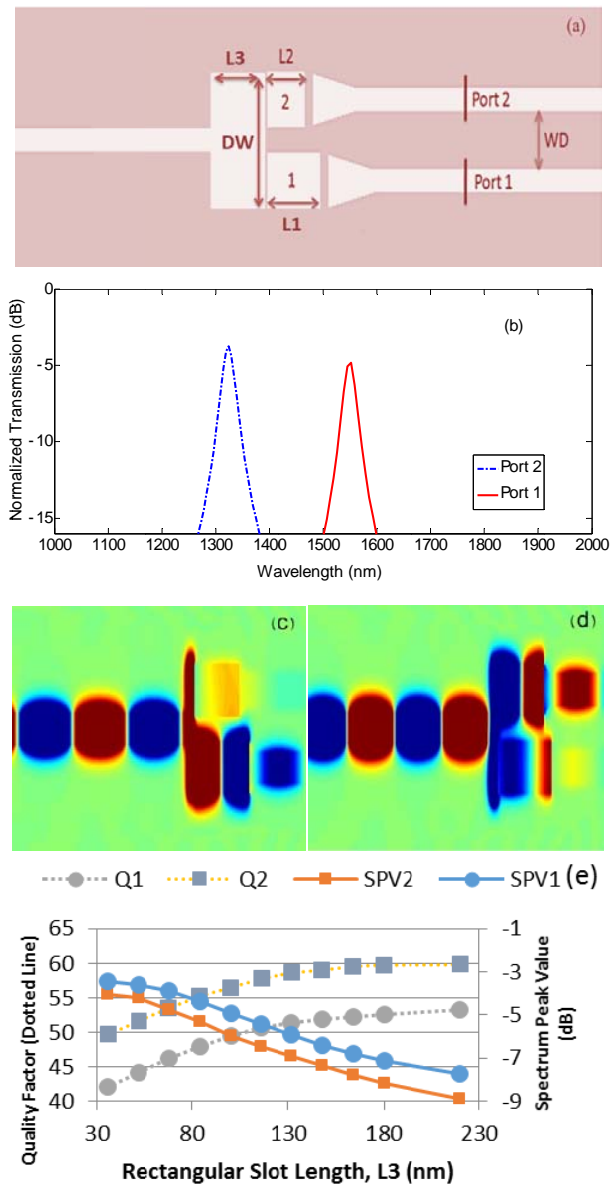 (a)
L3 L2
2 Port 2
DW WD
1 Port 1
L1
Normalized Transmission (dB)
0
-5
-10
-15
(b)
Port 2
Port 1
1000 1100 1200 1300 1400 1500 1600 1700 1800 1900 2000
Wavelength (nm)
(c) (d)
Q1 Q2 SPV2 SPV1 (e)
Quality Factor (Dotted Line)
65
60
55
50
45
40
-1
-3
-5
-7
-9
Spectrum Peak Value
(dB)
30 80 130 180 230
Rectangular Slot Length, L3 (nm)